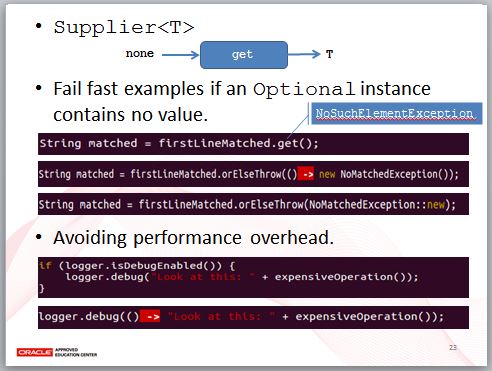 • Supplier<T>
none get T
• Fail fast examples if an Optional instance
contains no value.
NoSuchElementException
String matched = firstLineMatched.get();
String matched = firstLineMatched.orElseThrow(() -> new NoMatchedException());
String matched = firstLineMatched.orElseThrow(NoMatchedException::new);
• Avoiding performance overhead.
if (logger.isDebugEnabled()) {
logger.debug("Look at this: " + expensiveOperation());
}
logger.debug(() -> "Look at this: " + expensiveOperation());
ORACLE APPROVED
EDUCATION CENTER
23